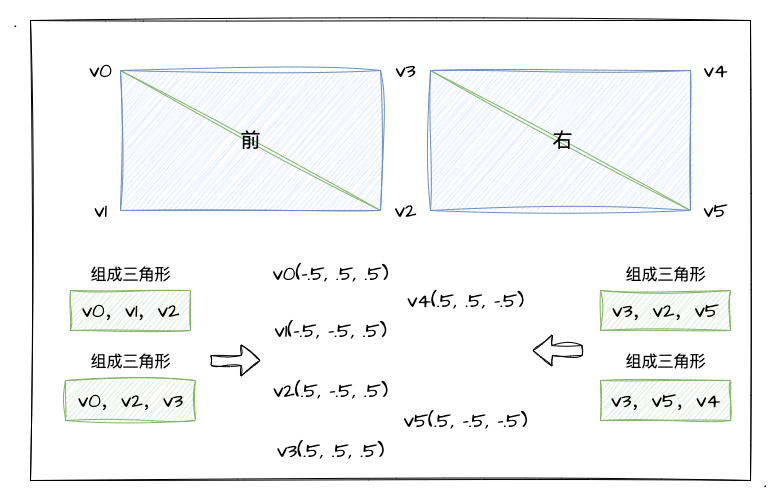 v0
v3
v4
前
右
v1
v2
v5
组成三角形
v0, v1, v2
组成三角形
v0, v2, v3
v0(-.5, .5, .5)
v1(-.5, -.5, .5)
v2(.5, -.5, .5)
v3(.5, .5, .5)
v4(.5, .5, -.5)
v5(.5, -.5, -.5)
组成三角形
v3, v2, v5
组成三角形
v3, v5, v4